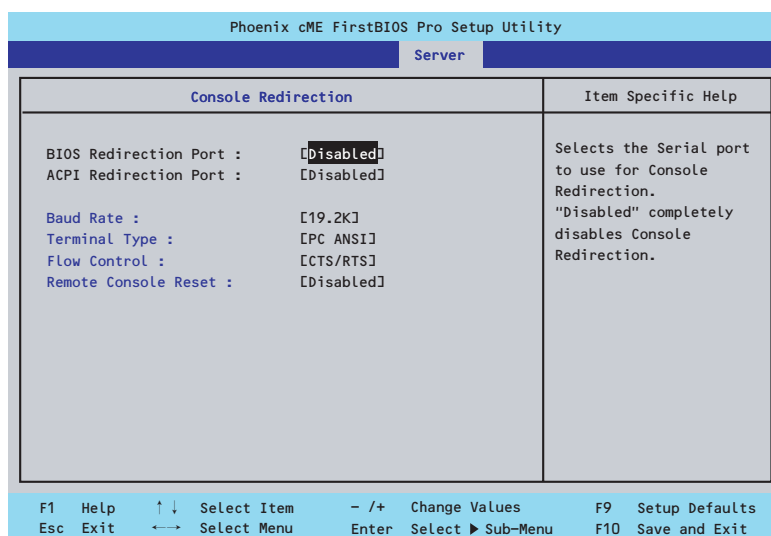 Phoenix cME FirstBIOS Pro Setup Utility
Server
Console Redirection
Item Specific Help
BIOS Redirection Port : [Disabled]
ACPI Redirection Port : [Disabled]
Baud Rate : [19.2K]
Terminal Type : [PC ANSI]
Flow Control : [CTS/RTS]
Remote Console Reset : [Disabled]
Selects the Serial port
to use for Console
Redirection.
"Disabled" completely
disables Console
Redirection.
F1 Help ↑↓ Select Item - /+ Change Values F9 Setup Defaults
Esc Exit ←→ Select Menu Enter Select ▶ Sub-Menu F10 Save and Exit